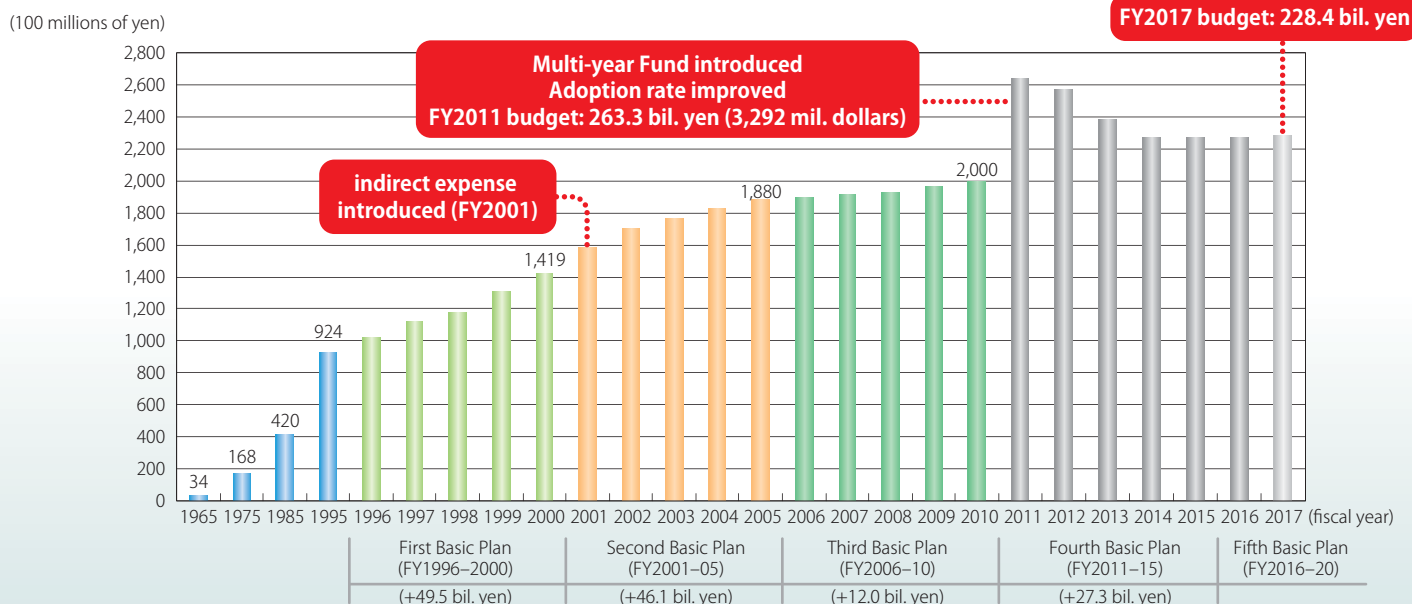 (100 millions of yen)
FY2017 budget: 228.4 bil. yen
2,800
2,600
2,400
2,200
2,000
1,800
1,600
1,400
1,200
1,000
800
600
400
200
0
Multi-year Fund introduced
Adoption rate improved
FY2011 budget: 263.3 bil. yen (3,292 mil. dollars)
indirect expense
introduced (FY2001)
34
168
420
924
1,419
1,880
2,000
1965 1975 1985 1995 1996 1997 1998 1999 2000 2001 2002 2003 2004 2005 2006 2007 2008 2009 2010 2011 2012 2013 2014 2015 2016 2017 (fiscal year)
First Basic Plan
(FY1996–2000)
(+49.5 bil. yen)
Second Basic Plan
(FY2001–05)
(+46.1 bil. yen)
Third Basic Plan
(FY2006–10)
(+12.0 bil. yen)
Fourth Basic Plan
(FY2011–15)
(+27.3 bil. yen)
Fifth Basic Plan
(FY2016–20)